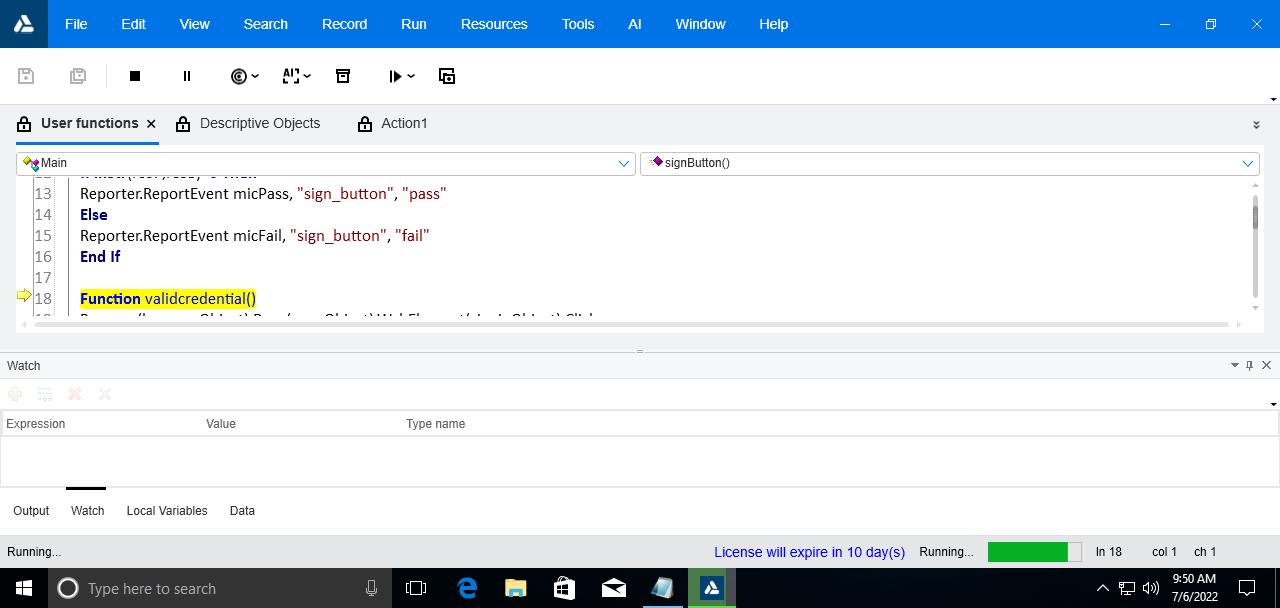 File Edit View Search Record Run Resources Tools AI Window Help
User functions Descriptive Objects Action1
Main signButton()
13 Reporter.ReportEvent micPass, "sign_button", "pass"
14 Else
15 Reporter.ReportEvent micFail, "sign_button", "fail"
16 End If
17
18 Function validcredential()
Watch
Expression Value Type name
Output Watch Local Variables Data
Running... License will expire in 10 day(s) Running... ln 18 col 1 ch 1
Type here to search
9:50 AM
7/6/2022